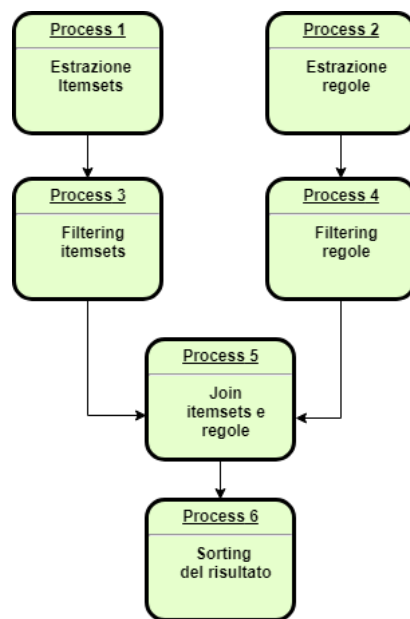 Process 1
Estrazione
Itemsets
Process 2
Estrazione
regole
Process 3
Filtering
itemsets
Process 4
Filtering
regole
Process 5
Join
itemsets e
regole
Process 6
Sorting
del risultato